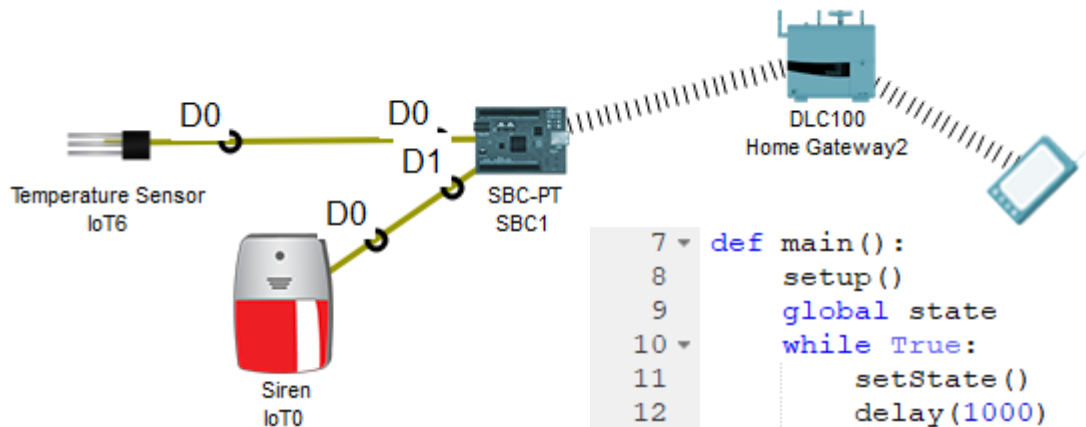 D0
D0
D1
D0
Temperature Sensor
IoT6
SBC-PT
SBC1
DLC100
Home Gateway2
Siren
IoT0
7 def main():
8 setup()
9 global state
10 while True:
11 setState()
12 delay(1000)